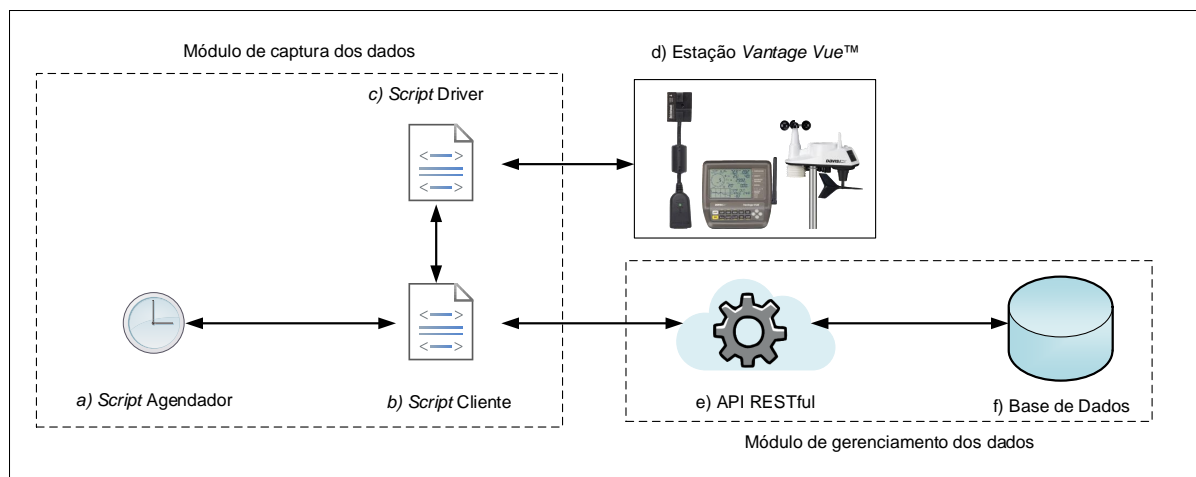 Módulo de captura dos dados
d) Estação Vantage Vue™
c) Script Driver
a) Script Agendador
b) Script Cliente
e) API RESTful
f) Base de Dados
Módulo de gerenciamento dos dados